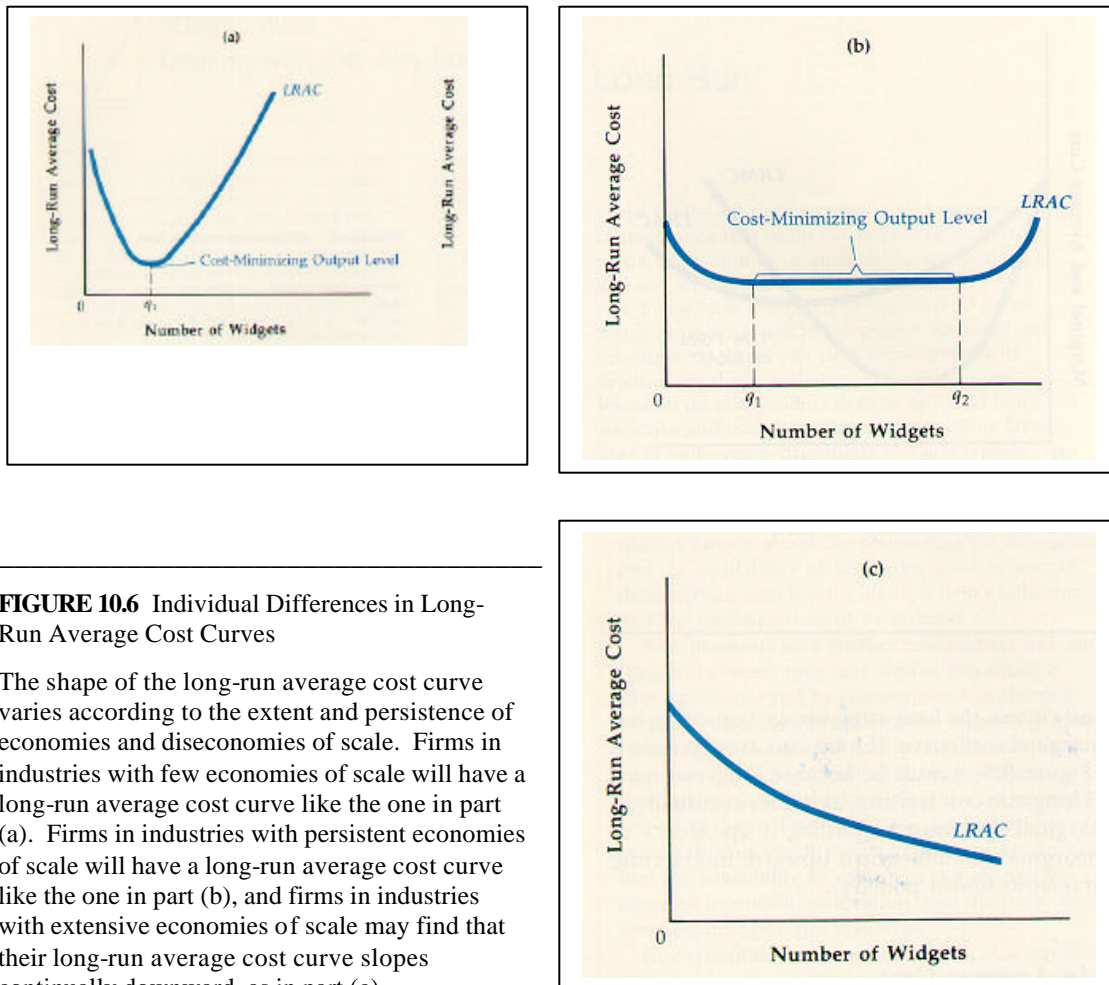 (a)
Long-Run Average Cost
LRAC
Cost-Minimizing Output Level
0
q₁
Number of Widgets
Long-Run Average Cost
(b)
Long-Run Average Cost
LRAC
Cost-Minimizing Output Level
0
q₁
q₂
Number of Widgets
FIGURE 10.6 Individual Differences in Long-
Run Average Cost Curves
The shape of the long-run average cost curve
varies according to the extent and persistence of
economies and diseconomies of scale. Firms in
industries with few economies of scale will have a
long-run average cost curve like the one in part
(a). Firms in industries with persistent economies
of scale will have a long-run average cost curve
like the one in part (b), and firms in industries
with extensive economies of scale may find that
their long-run average cost curve slopes
continually downward, as in part (c).
(c)
Long-Run Average Cost
LRAC
0
Number of Widgets